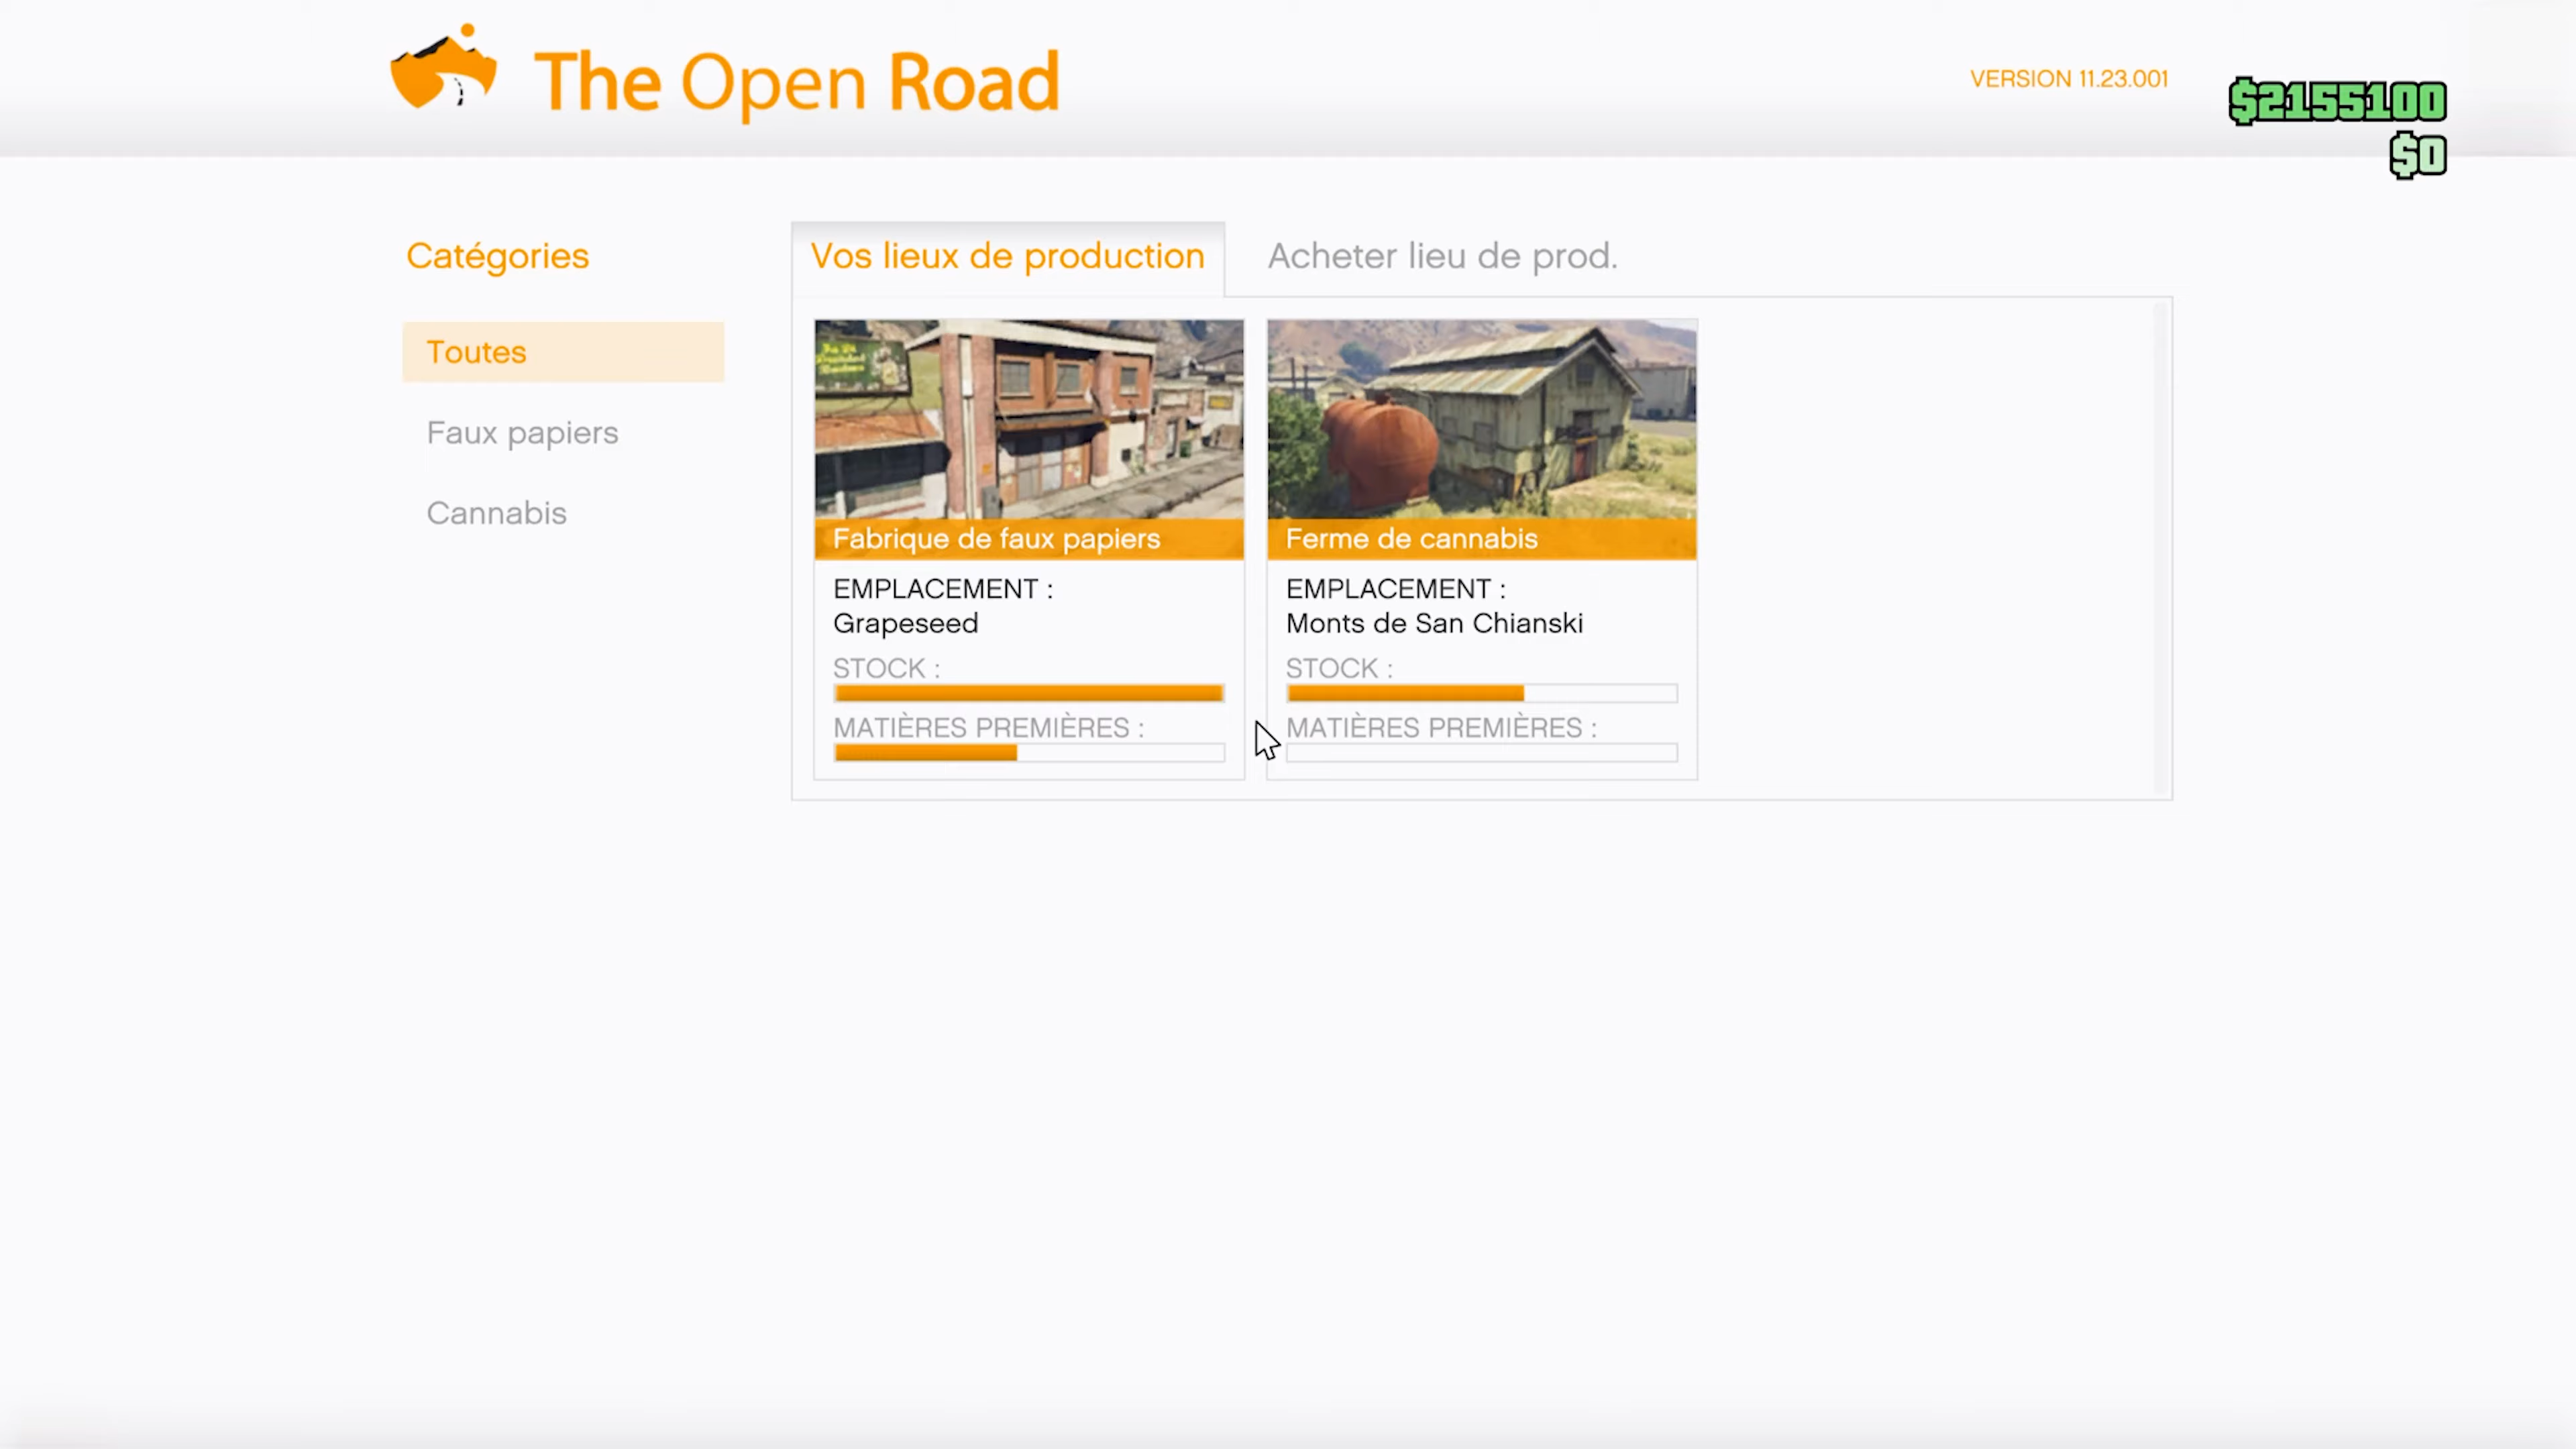 The Open Road
VERSION 11.23.001
$2155100
$0
Catégories
Toutes
Faux papiers
Cannabis
Vos lieux de production
Acheter lieu de prod.
Fabrique de faux papiers
EMPLACEMENT :
Grapeseed
STOCK :
MATIÈRES PREMIÈRES :
Ferme de cannabis
EMPLACEMENT :
Monts de San Chianski
STOCK :
MATIÈRES PREMIÈRES :